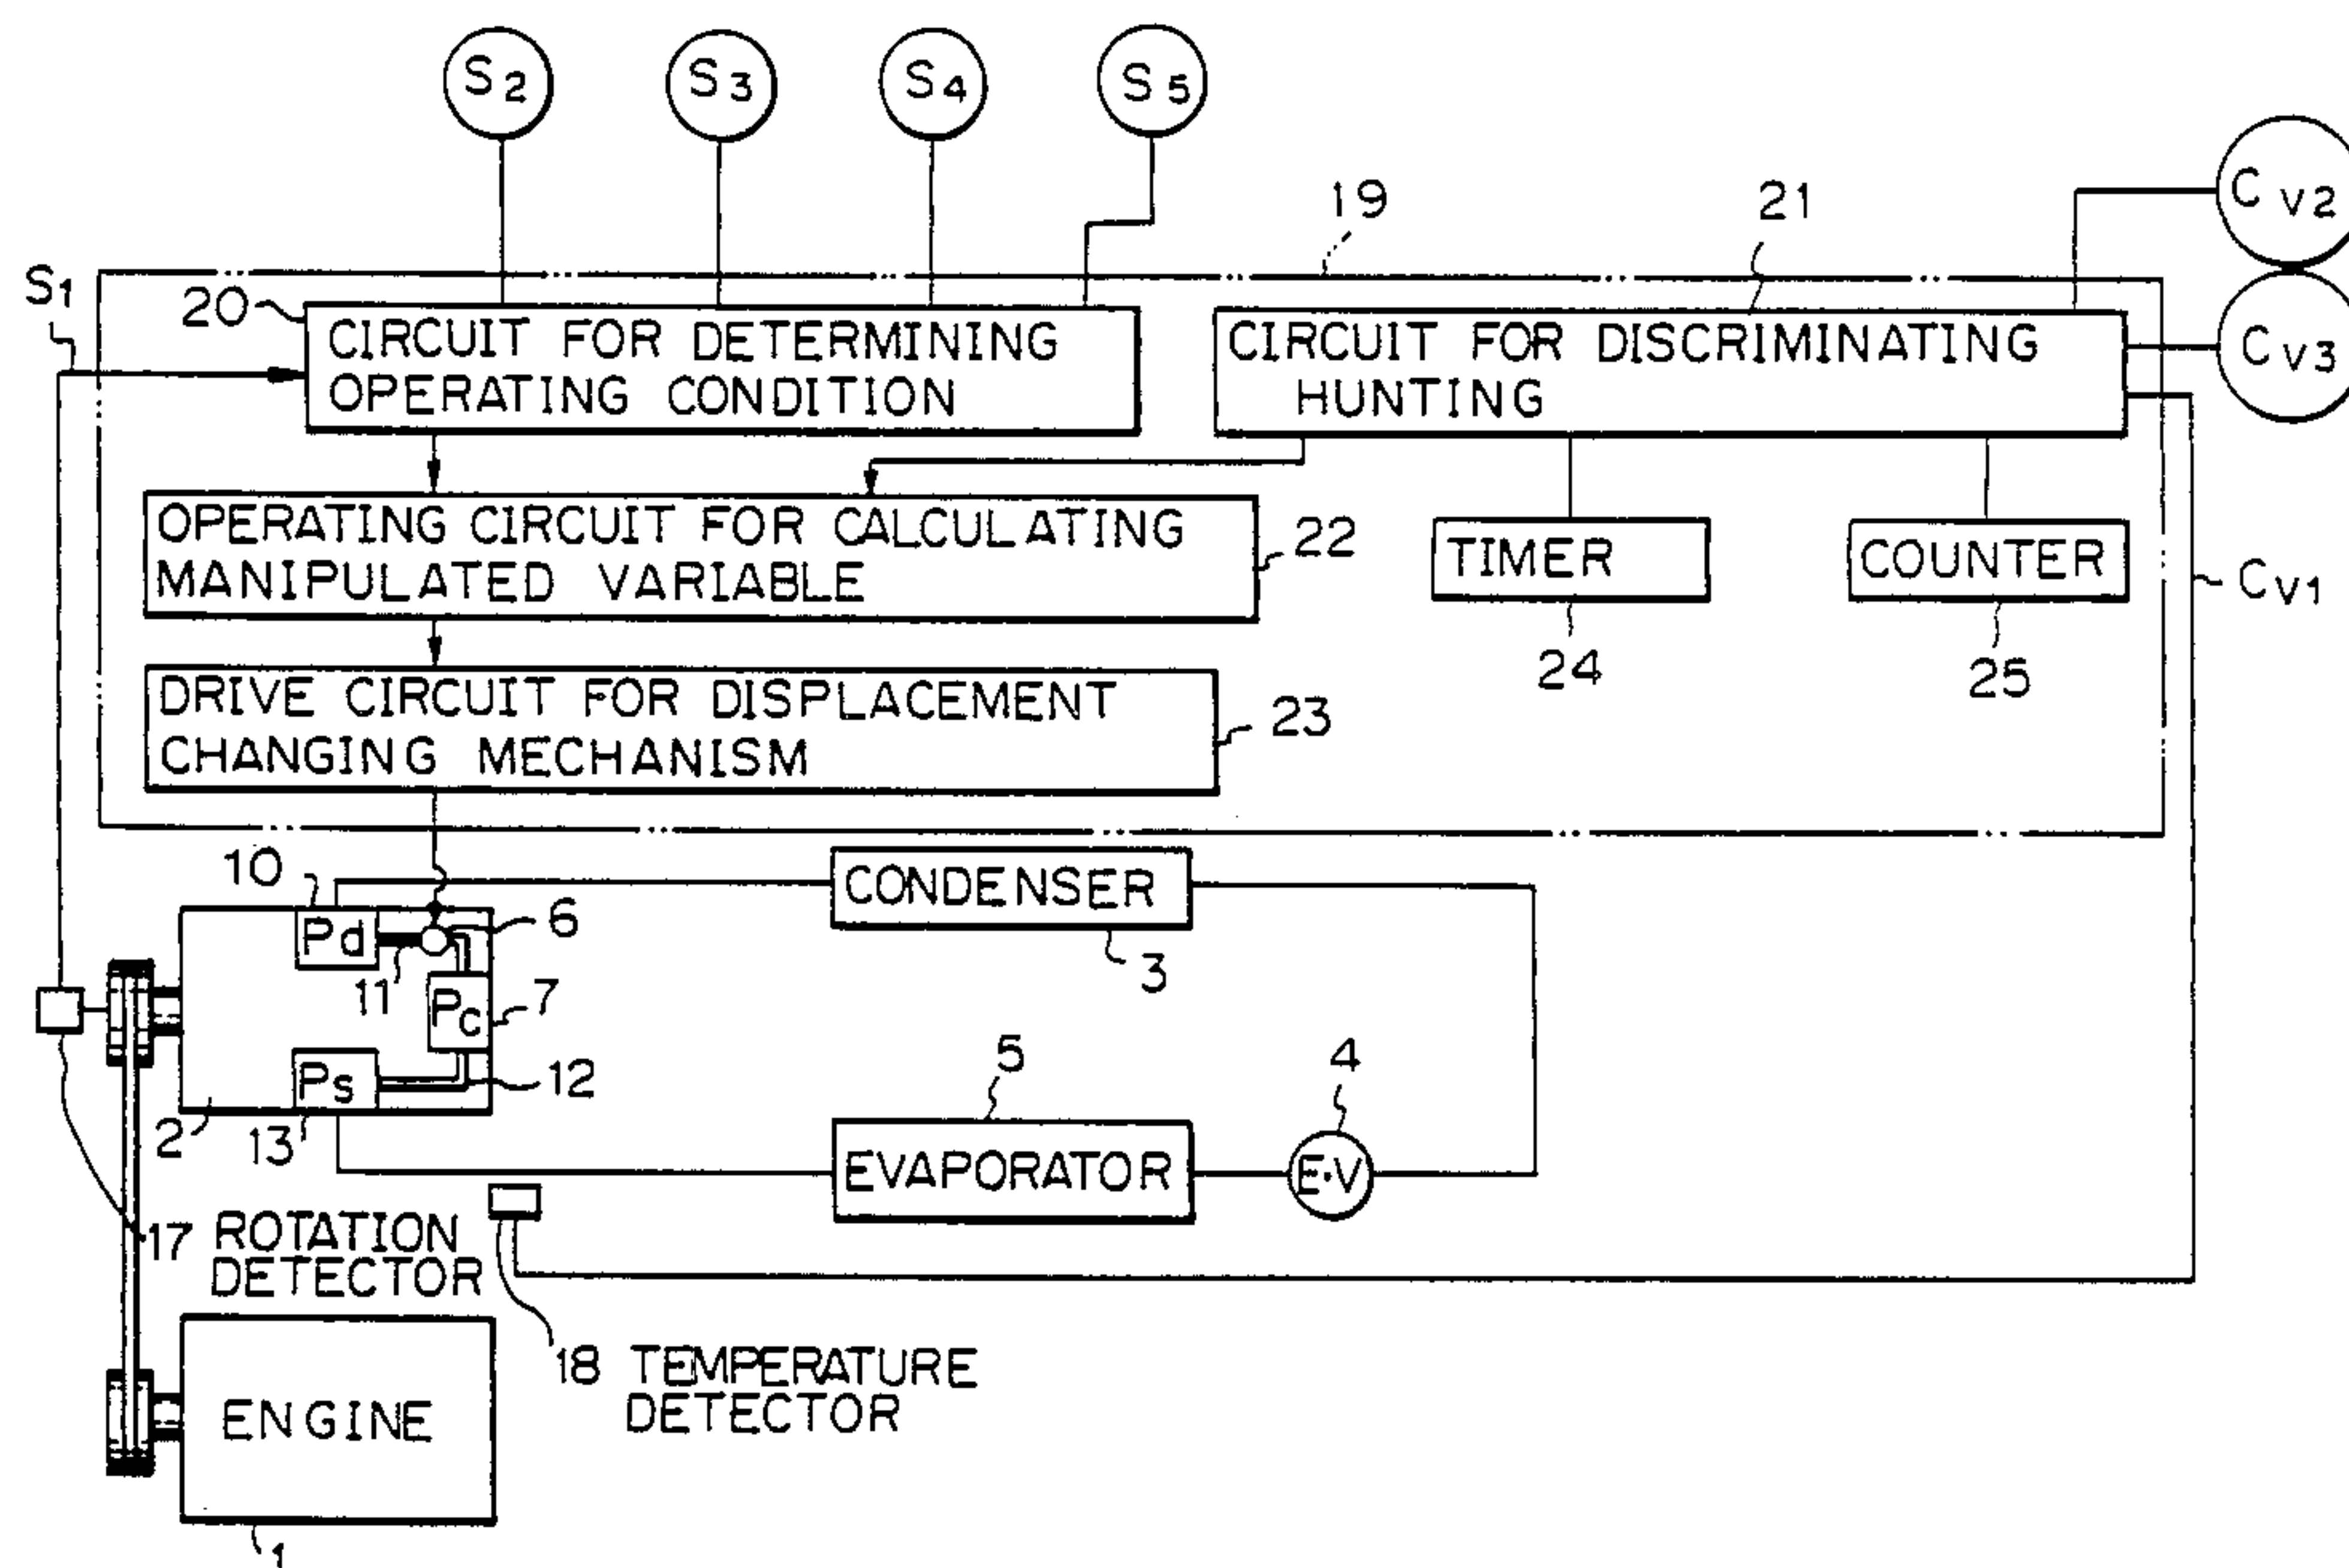 S2
S3
S4
S5
CV2
CV3
19
21
S1
20
CIRCUIT FOR DETERMINING
OPERATING CONDITION
CIRCUIT FOR DISCRIMINATING
HUNTING
OPERATING CIRCUIT FOR CALCULATING
MANIPULATED VARIABLE
22
TIMER
24
COUNTER
25
CV1
DRIVE CIRCUIT FOR DISPLACEMENT
CHANGING MECHANISM
23
10
Pd
6
11
CONDENSER
3
Pc
7
Ps
12
2
13
5
EVAPORATOR
4
E·V
17 ROTATION
DETECTOR
18 TEMPERATURE
DETECTOR
ENGINE
1